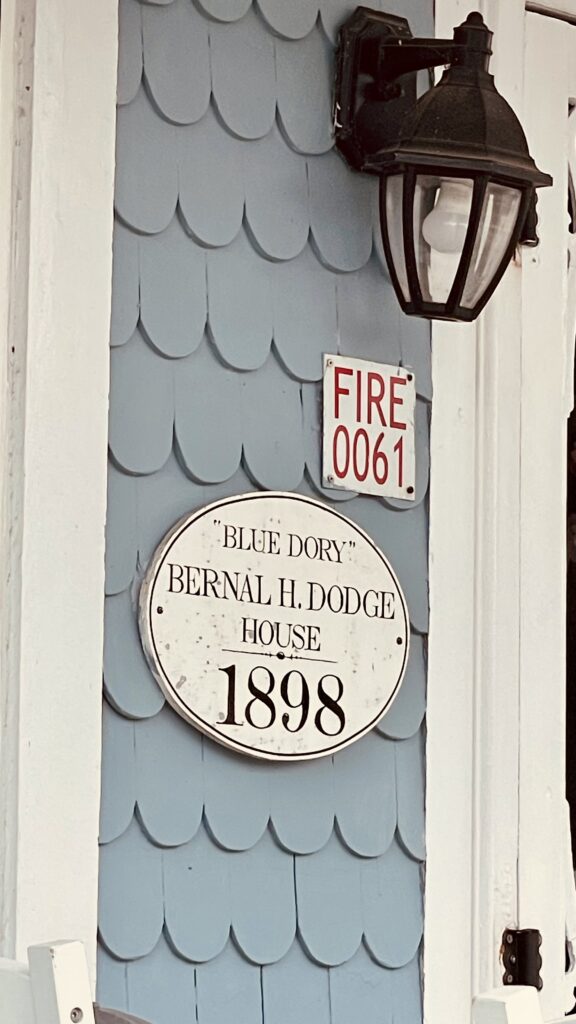 FIRE
0061
"BLUE DORY"
BERNAL H. DODGE
HOUSE
1898